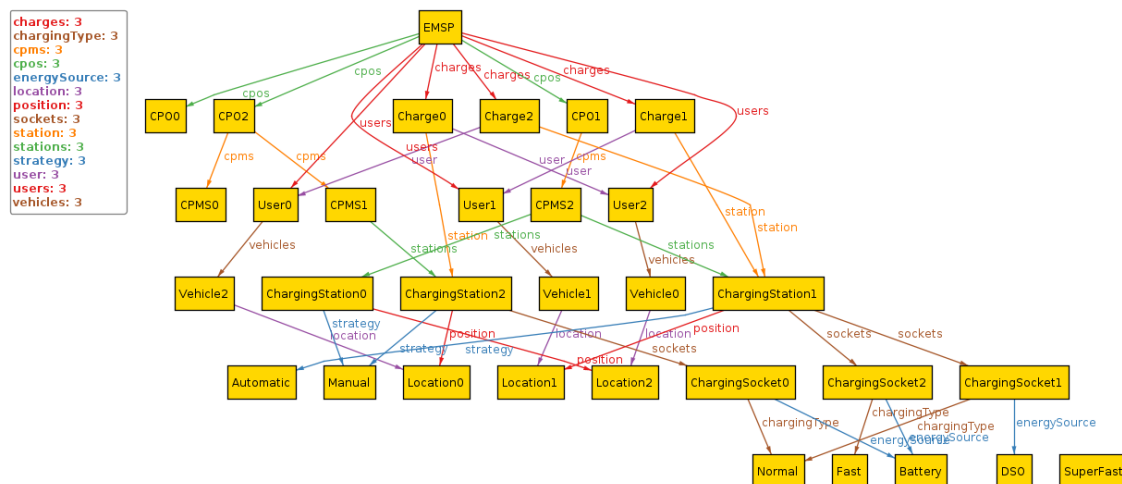 charges: 3
chargingType: 3
cpms: 3
cpos: 3
energySource: 3
location: 3
position: 3
sockets: 3
station: 3
stations: 3
strategy: 3
user: 3
users: 3
vehicles: 3
EMSP
charges
charges
charges
cpos
cpos
CPO0
CPO2
Charge0
Charge2
CPO1
Charge1
users
users
users
user
user
user
cpms
cpms
cpms
CPMS0
User0
CPMS1
User1
CPMS2
User2
station
station
station
stations
stations
stations
vehicles
vehicles
vehicles
Vehicle2
ChargingStation0
ChargingStation2
Vehicle1
Vehicle0
ChargingStation1
strategy
strategy
strategy
location
location
location
position
position
position
sockets
sockets
sockets
Automatic
Manual
Location0
Location1
Location2
ChargingSocket0
ChargingSocket2
ChargingSocket1
chargingType
chargingType
chargingType
energySource
energySource
energySource
Normal
Fast
Battery
DSO
SuperFast